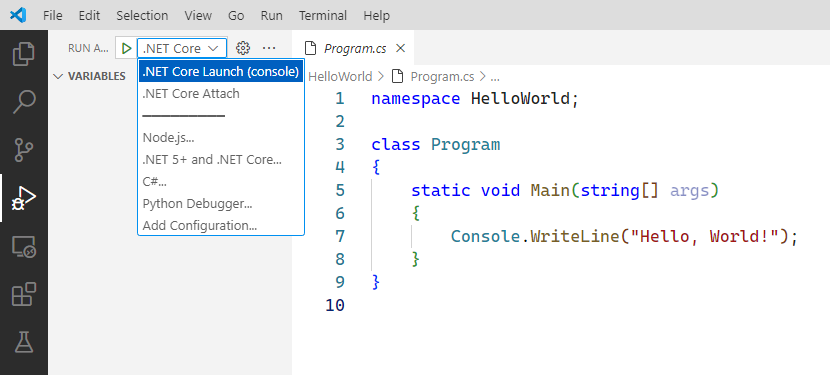 File Edit Selection View Go Run Terminal Help
RUN A... .NET Core ...
Program.cs
VARIABLES
.NET Core Launch (console)
.NET Core Attach
──────────
Node.js...
.NET 5+ and .NET Core...
C#...
Python Debugger...
Add Configuration...
HelloWorld > Program.cs > ...
1 namespace HelloWorld;
2
3 class Program
4 {
5 static void Main(string[] args)
6 {
7 Console.WriteLine("Hello, World!");
8 }
9 }
10